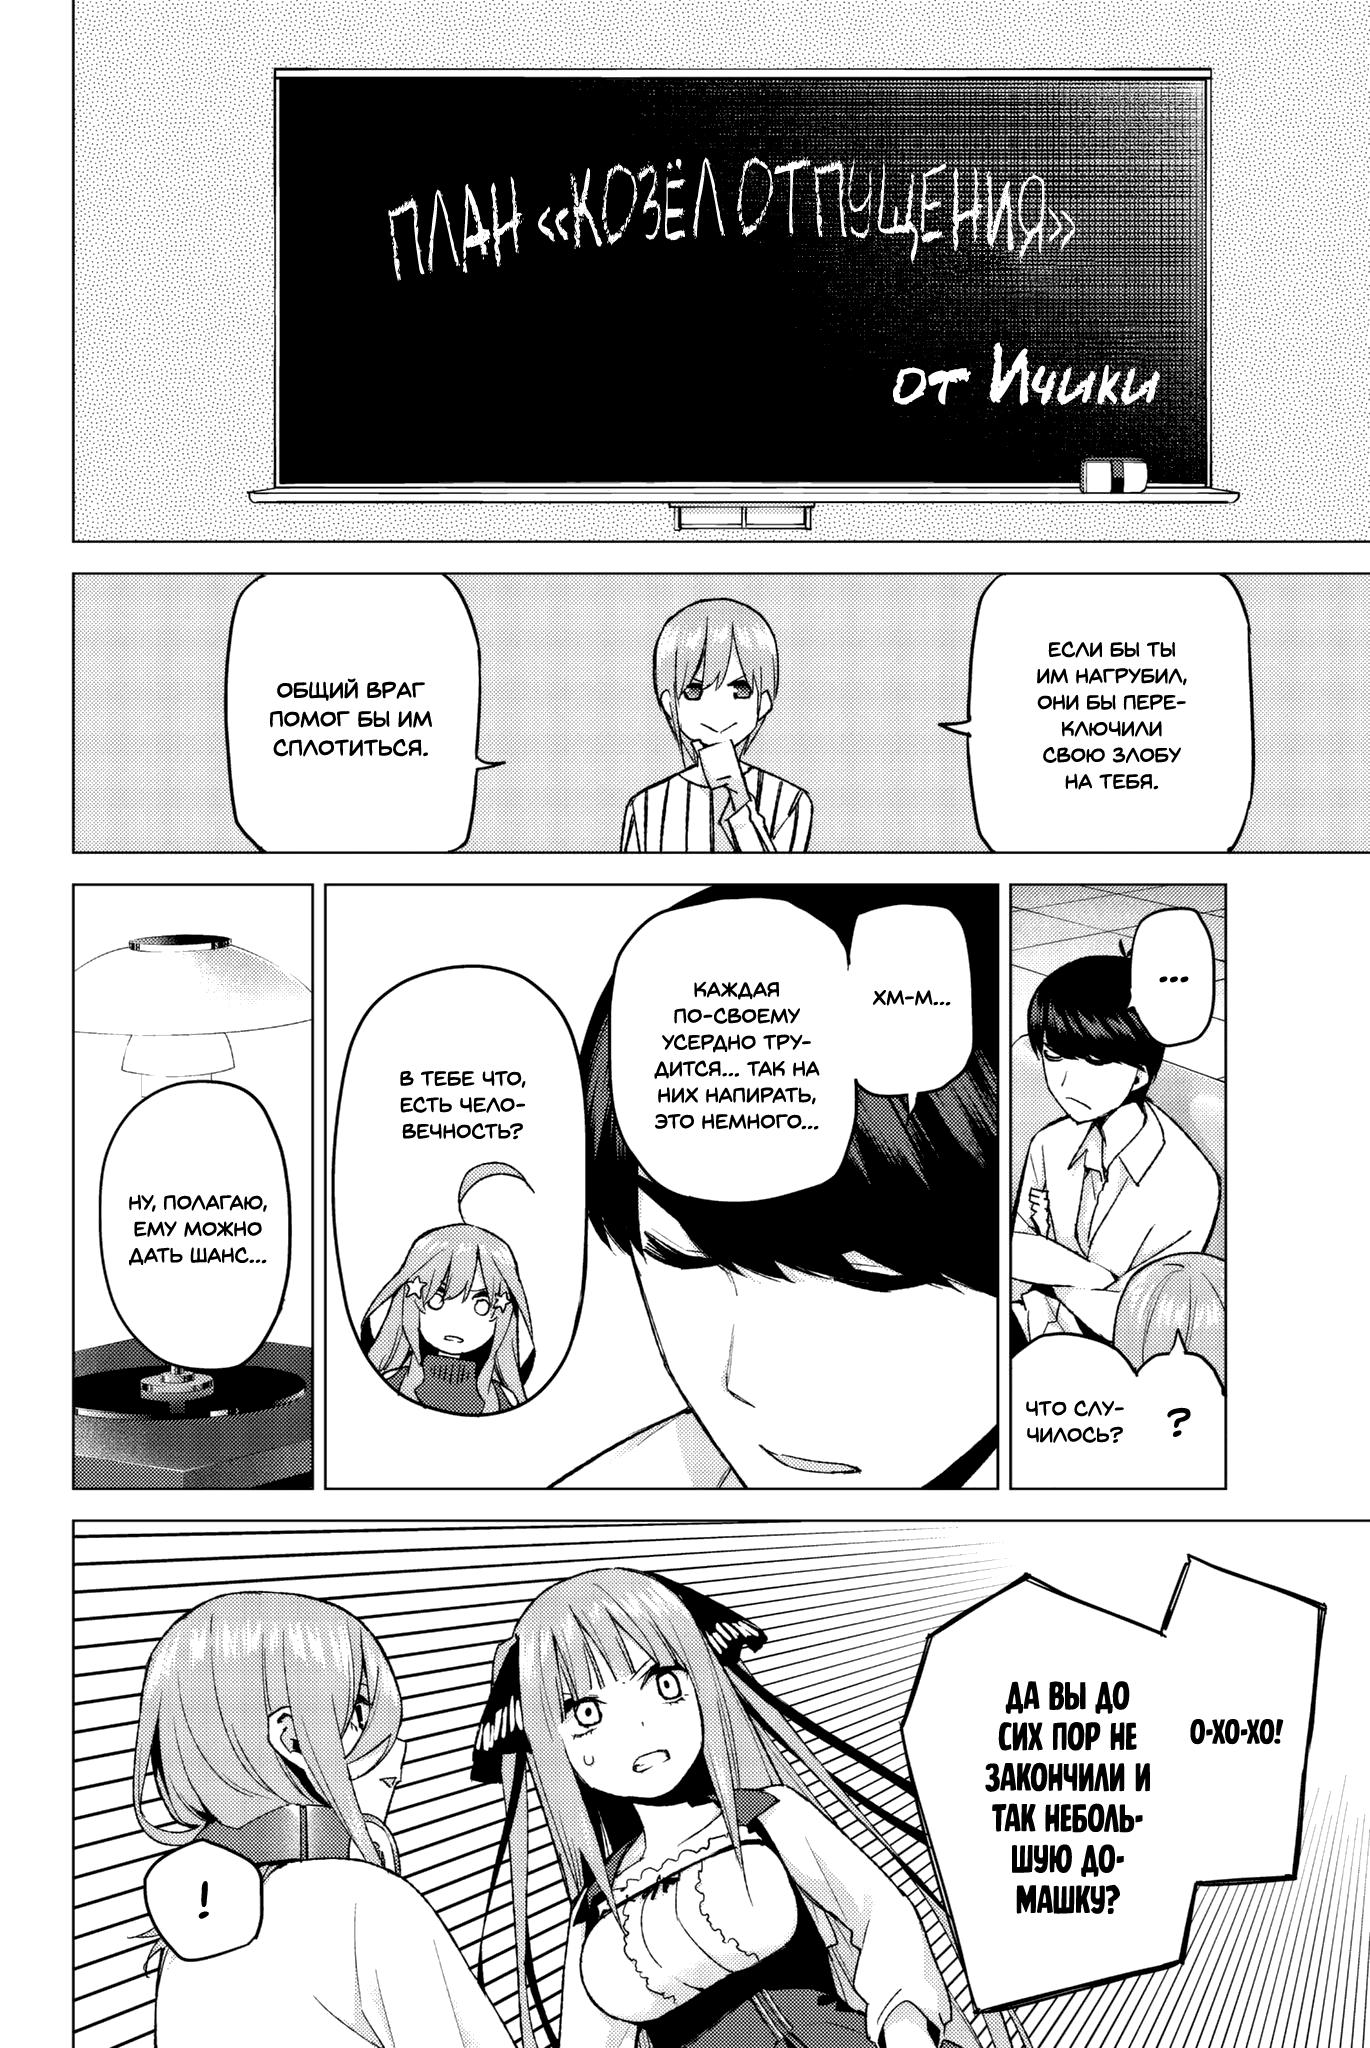 ПЛАН «КОЗЁЛ ОТПУЩЕНИЯ»
от Ичики
ЕСЛИ БЫ ТЫ
ИМ НАГРУБИЛ,
ОНИ БЫ ПЕРЕ-
КЛЮЧИЛИ
СВОЮ ЗЛОБУ
НА ТЕБЯ.
ОБЩИЙ ВРАГ
ПОМОГ БЫ ИМ
СПЛОТИТЬСЯ.
...
ЧТО СЛУ-
ЧИЛОСЬ?
?
ХМ-М...
КАЖДАЯ
ПО-СВОЕМУ
УСЕРДНО ТРУ-
ДИТСЯ... ТАК НА
НИХ НАПИРАТЬ,
ЭТО НЕМНОГО...
В ТЕБЕ ЧТО,
ЕСТЬ ЧЕЛО-
ВЕЧНОСТЬ?
НУ, ПОЛАГАЮ,
ЕМУ МОЖНО
ДАТЬ ШАНС...
О-ХО-ХО!
ДА ВЫ ДО
СИХ ПОР НЕ
ЗАКОНЧИЛИ И
ТАК НЕБОЛЬ-
ШУЮ ДО-
МАШКУ?
!